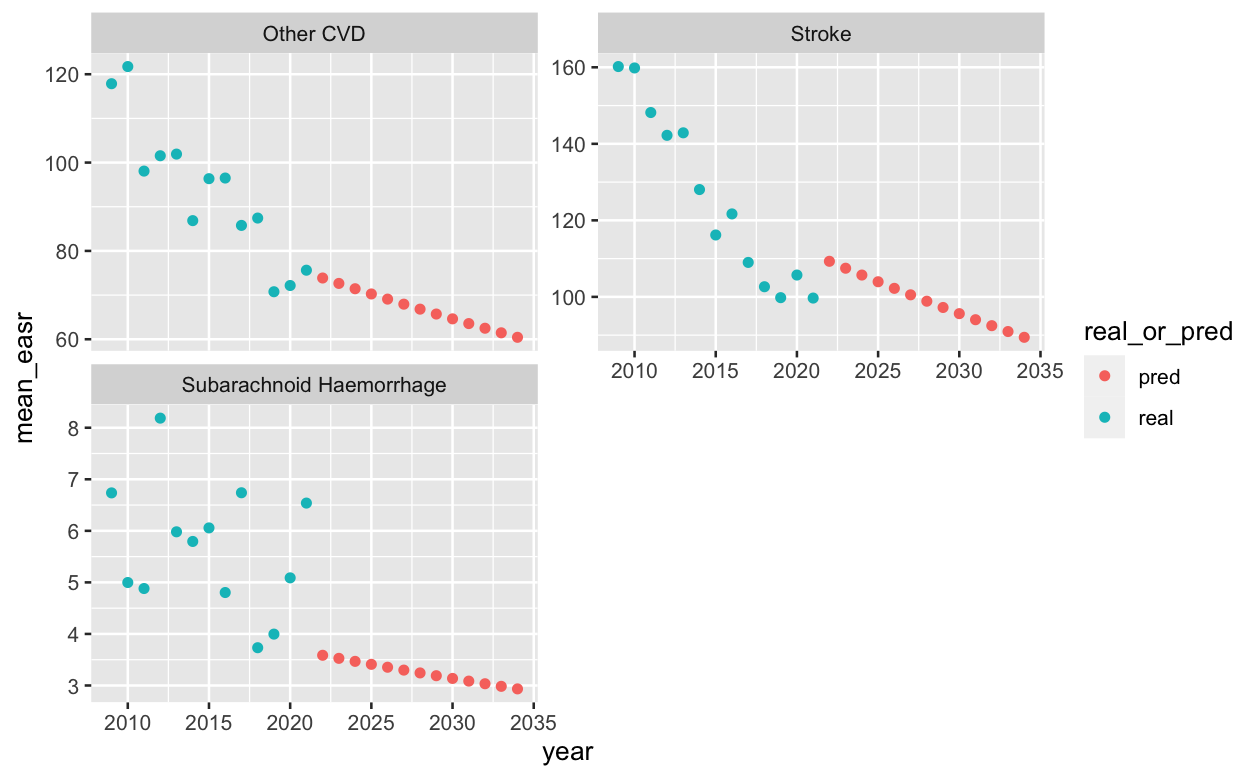 Other CVD
120
100
80
60
Stroke
160
140
120
100
2010 2015 2020 2025 2030 2035
Subarachnoid Haemorrhage
8
7
6
5
4
3
2010 2015 2020 2025 2030 2035
mean_easr
year
real_or_pred
pred
real